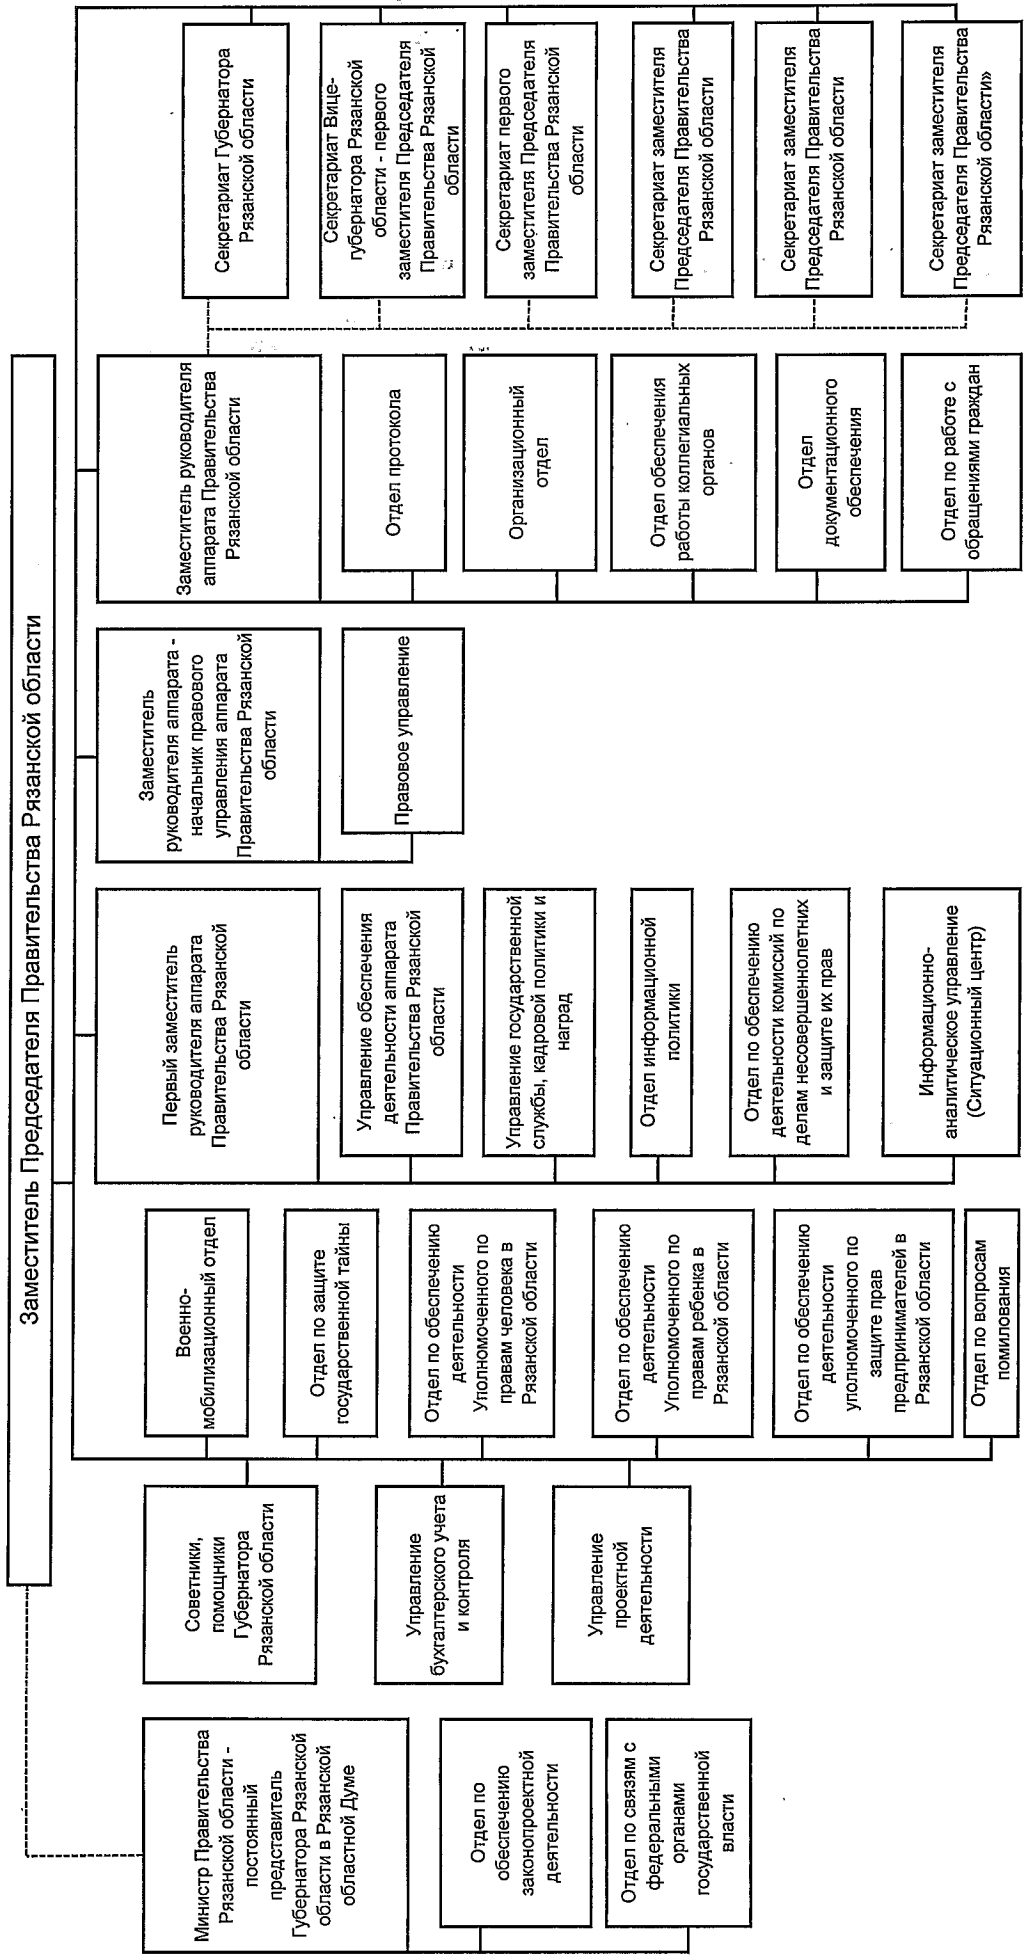 Заместитель Председателя Правительства Рязанской области
Министр Правительства
Рязанской области -
постоянный
представитель
Губернатора Рязанской
области в Рязанской
областной Думе
Отдел по
обеспечению
законопроектной
деятельности
Отдел по связям с
федеральными
органами
государственной
власти
Советники,
помощники
Губернатора
Рязанской области
Управление
бухгалтерского учета
и контроля
Управление
проектной
деятельности
Военно-
мобилизационный отдел
Отдел по защите
государственной тайны
Отдел по обеспечению
деятельности
Уполномоченного по
правам человека в
Рязанской области
Отдел по обеспечению
деятельности
Уполномоченного по
правам ребенка в
Рязанской области
Отдел по обеспечению
деятельности
уполномоченного по
защите прав
предпринимателей в
Рязанской области
Отдел по вопросам
помилования
Первый заместитель
руководителя аппарата
Правительства Рязанской
области
Управление обеспечения
деятельности аппарата
Правительства Рязанской
области
Управление государственной
службы, кадровой политики и
наград
Отдел информационной
политики
Отдел по обеспечению
деятельности комиссий по
делам несовершеннолетних
и защите их прав
Информационно-
аналитическое управление
(Ситуационный центр)
Заместитель
руководителя аппарата -
начальник правового
управления аппарата
Правительства Рязанской
области
Правовое управление
Заместитель руководителя
аппарата Правительства
Рязанской области
Отдел протокола
Организационный
отдел
Отдел обеспечения
работы коллегиальных
органов
Отдел
документационного
обеспечения
Отдел по работе с
обращениями граждан
Секретариат Губернатора
Рязанской области
Секретариат Вице-
губернатора Рязанской
области - первого
заместителя Председателя
Правительства Рязанской
области
Секретариат первого
заместителя Председателя
Правительства Рязанской
области
Секретариат заместителя
Председателя Правительства
Рязанской области
Секретариат заместителя
Председателя Правительства
Рязанской области
Секретариат заместителя
Председателя Правительства
Рязанской области»